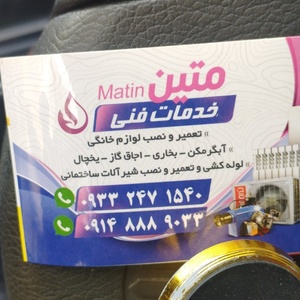 متین Matin
خدمات فنی
» تعمیر و نصب لوازم خانگی
» آبگرمکن - بخاری - اجاق گاز - یخچال
» لوله کشی و تعمیر و نصب شیرآلات ساختمانی
۰۹۳۳ ۲۴۷ ۱۵۴۰
۰۹۱۴ ۸۸۸ ۹۰۳۳